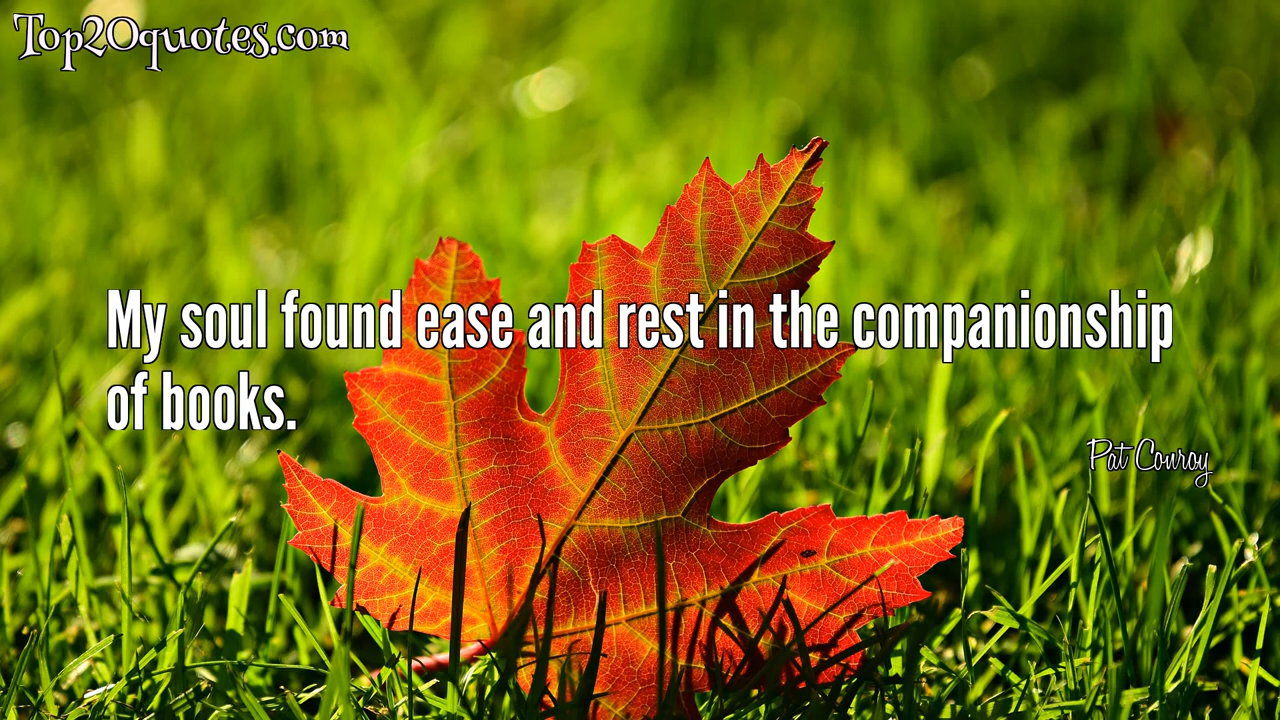 Top20quotes.com
My soul found ease and rest in the companionship
of books.
Pat Conroy